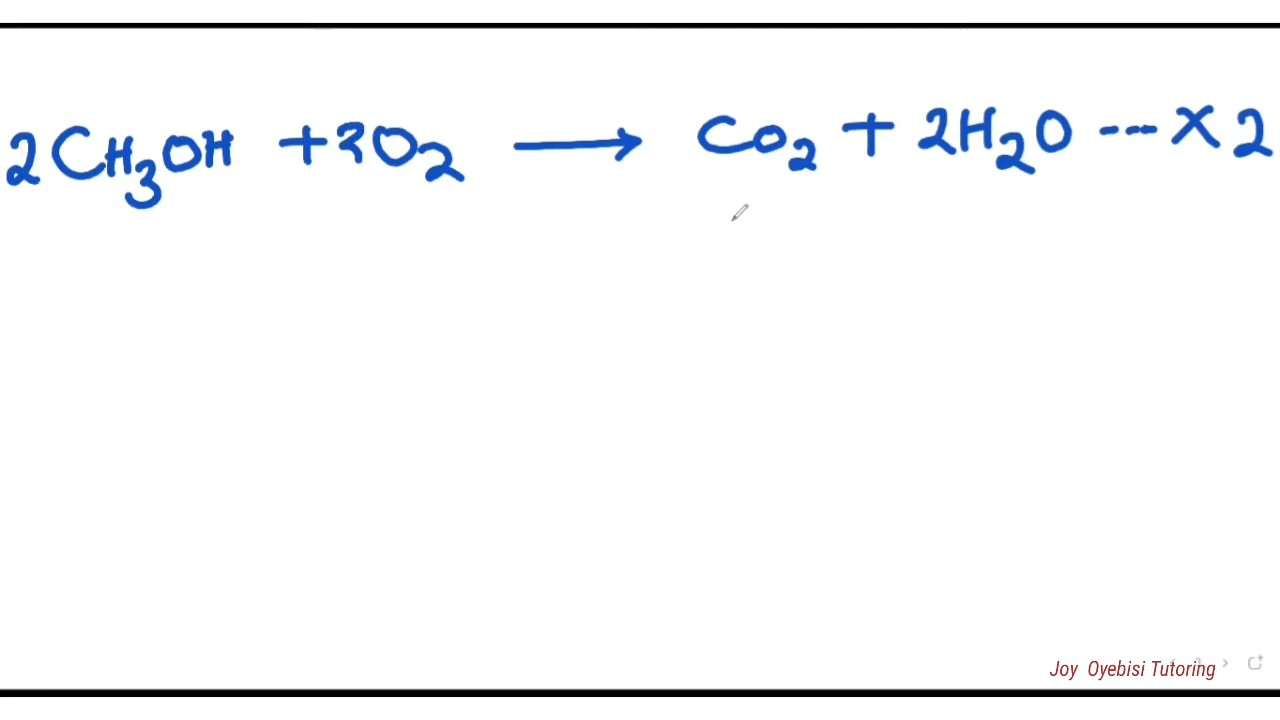 2CH₃OH + 3O₂ ⟶ CO₂ + 2H₂O --- X 2
Joy Oyebisi Tutoring